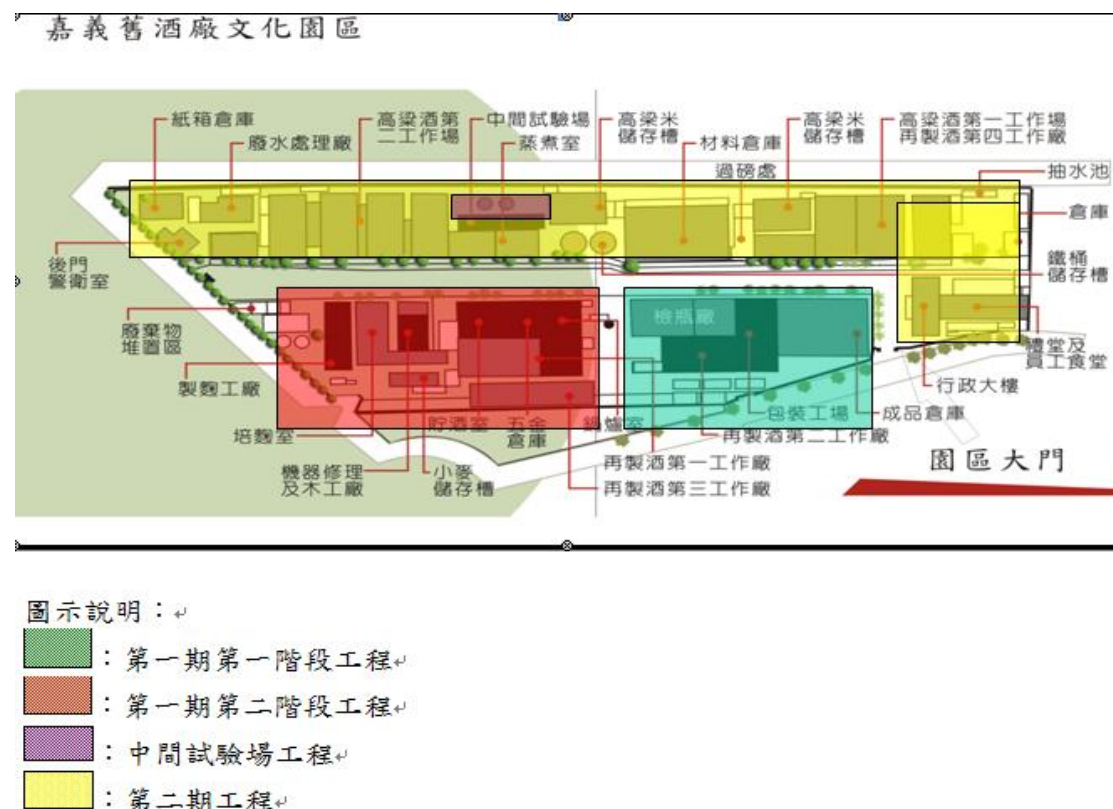 嘉義舊酒廠文化園區
紙箱倉庫
廢水處理廠
高梁酒第
二工作場
中間試驗場
蒸煮室
高梁米
儲存槽
材料倉庫
過磅處
高梁米
儲存槽
高梁酒第一工作場
再製酒第四工作廠
抽水池
倉庫
鐵桶
儲存槽
後門
警衛室
廢棄物
堆置區
檢瓶廠
禮堂及
員工食堂
製麴工廠
行政大樓
培麴室
貯酒室
五金
倉庫
鍋爐室
包裝工場
成品倉庫
再製酒第二工作廠
機器修理
及木工廠
小麥
儲存槽
再製酒第一工作廠
再製酒第三工作廠
園區大門
圖示說明：
：第一期第一階段工程
：第一期第二階段工程
：中間試驗場工程
：第二期工程